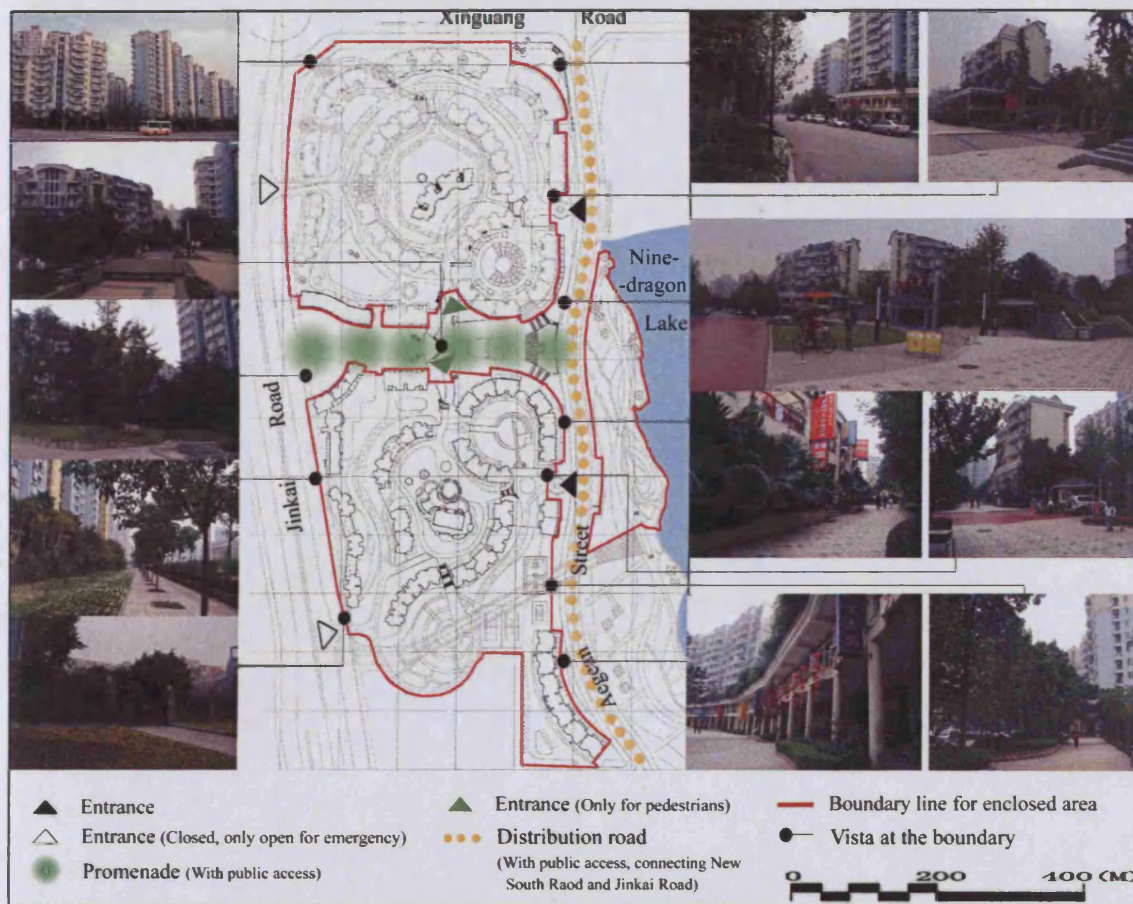 Xinguang Road
Nine-
-dragon
Lake
Road
Jinkai
Street
Aegean
Entrance
Entrance (Closed, only open for emergency)
Promenade (With public access)
Entrance (Only for pedestrians)
Distribution road
(With public access, connecting New
South Raod and Jinkai Road)
Boundary line for enclosed area
Vista at the boundary
0 200 400 (M)